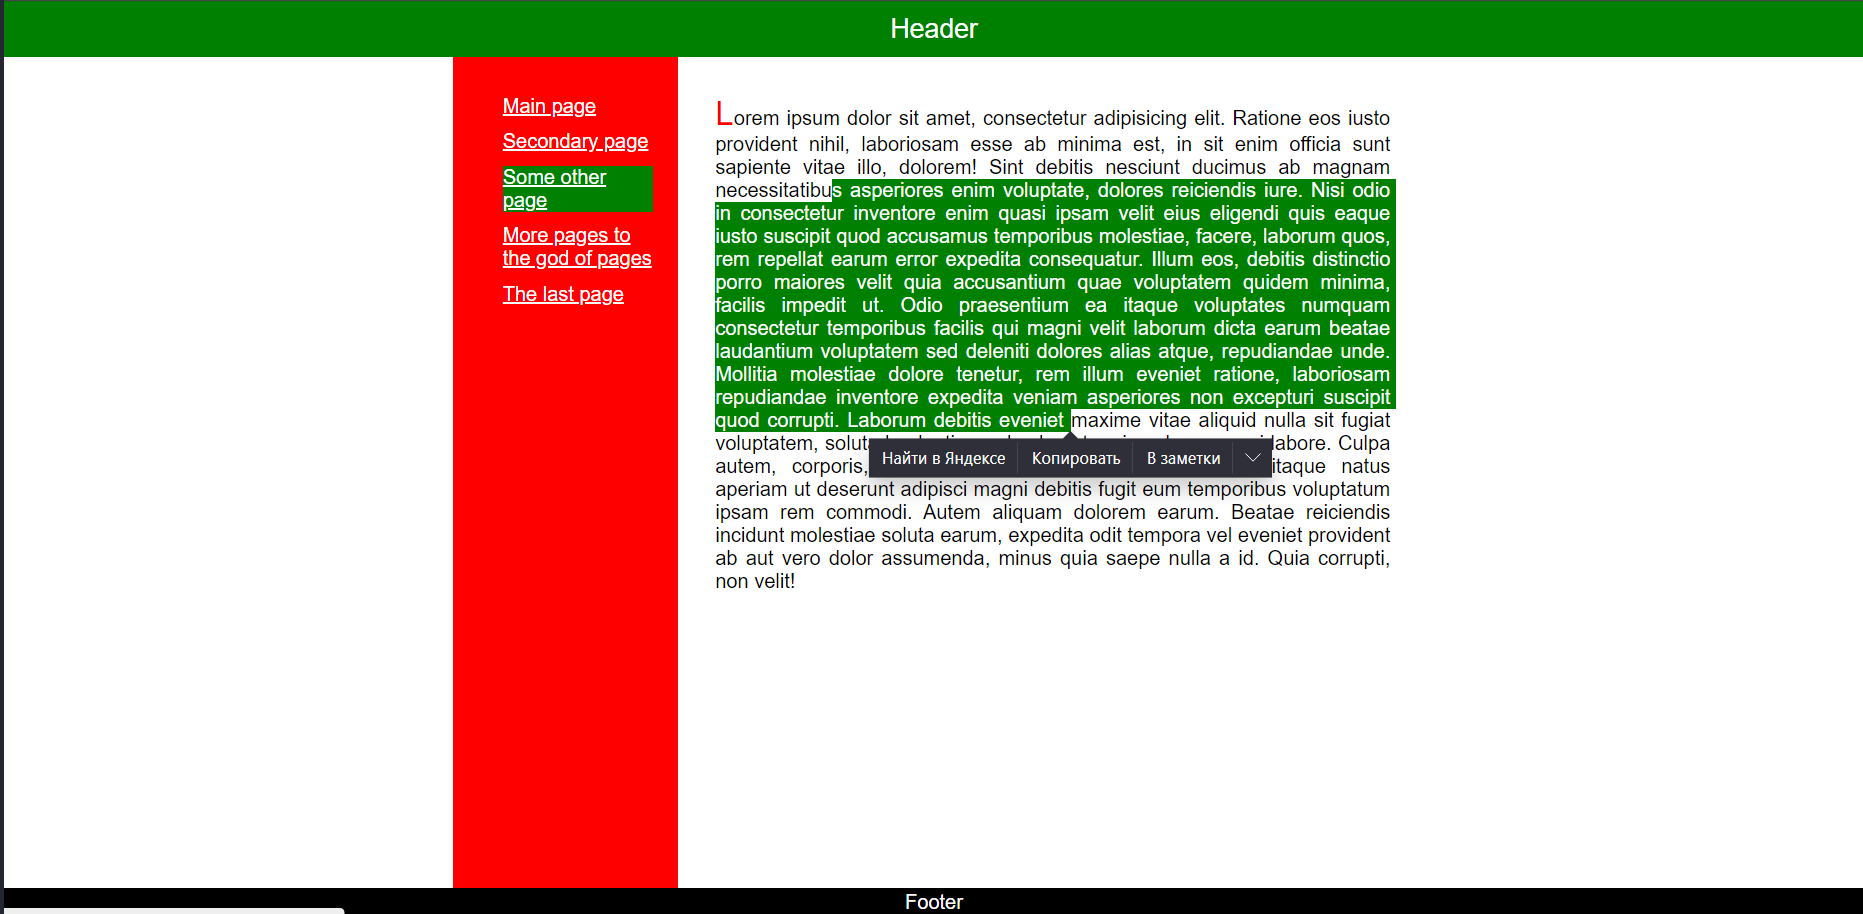 Header
Main page
Secondary page
Some other
page
More pages to
the god of pages
The last page
Lorem ipsum dolor sit amet, consectetur adipisicing elit. Ratione eos iusto
provident nihil, laboriosam esse ab minima est, in sit enim officia sunt
sapiente vitae illo, dolorem! Sint debitis nesciunt ducimus ab magnam
necessitatibus asperiores enim voluptate, dolores reiciendis iure. Nisi odio
in consectetur inventore enim quasi ipsam velit eius eligendi quis eaque
iusto suscipit quod accusamus temporibus molestiae, facere, laborum quos,
rem repellat earum error expedita consequatur. Illum eos, debitis distinctio
porro maiores velit quia accusantium quae voluptatem quidem minima,
facilis impedit ut. Odio praesentium ea itaque voluptates numquam
consectetur temporibus facilis qui magni velit laborum dicta earum beatae
laudantium voluptatem sed deleniti dolores alias atque, repudiandae unde.
Mollitia molestiae dolore tenetur, rem illum eveniet ratione, laboriosam
repudiandae inventore expedita veniam asperiores non excepturi suscipit
quod corrupti. Laborum debitis eveniet maxime vitae aliquid nulla sit fugiat
voluptatem, labore. Culpa
autem, corporis, itaque natus
Найти в Яндексе Копировать В заметки
aperiam ut deserunt adipisci magni debitis fugit eum temporibus voluptatum
ipsam rem commodi. Autem aliquam dolorem earum. Beatae reiciendis
incidunt molestiae soluta earum, expedita odit tempora vel eveniet provident
ab aut vero dolor assumenda, minus quia saepe nulla a id. Quia corrupti,
non velit!
Footer